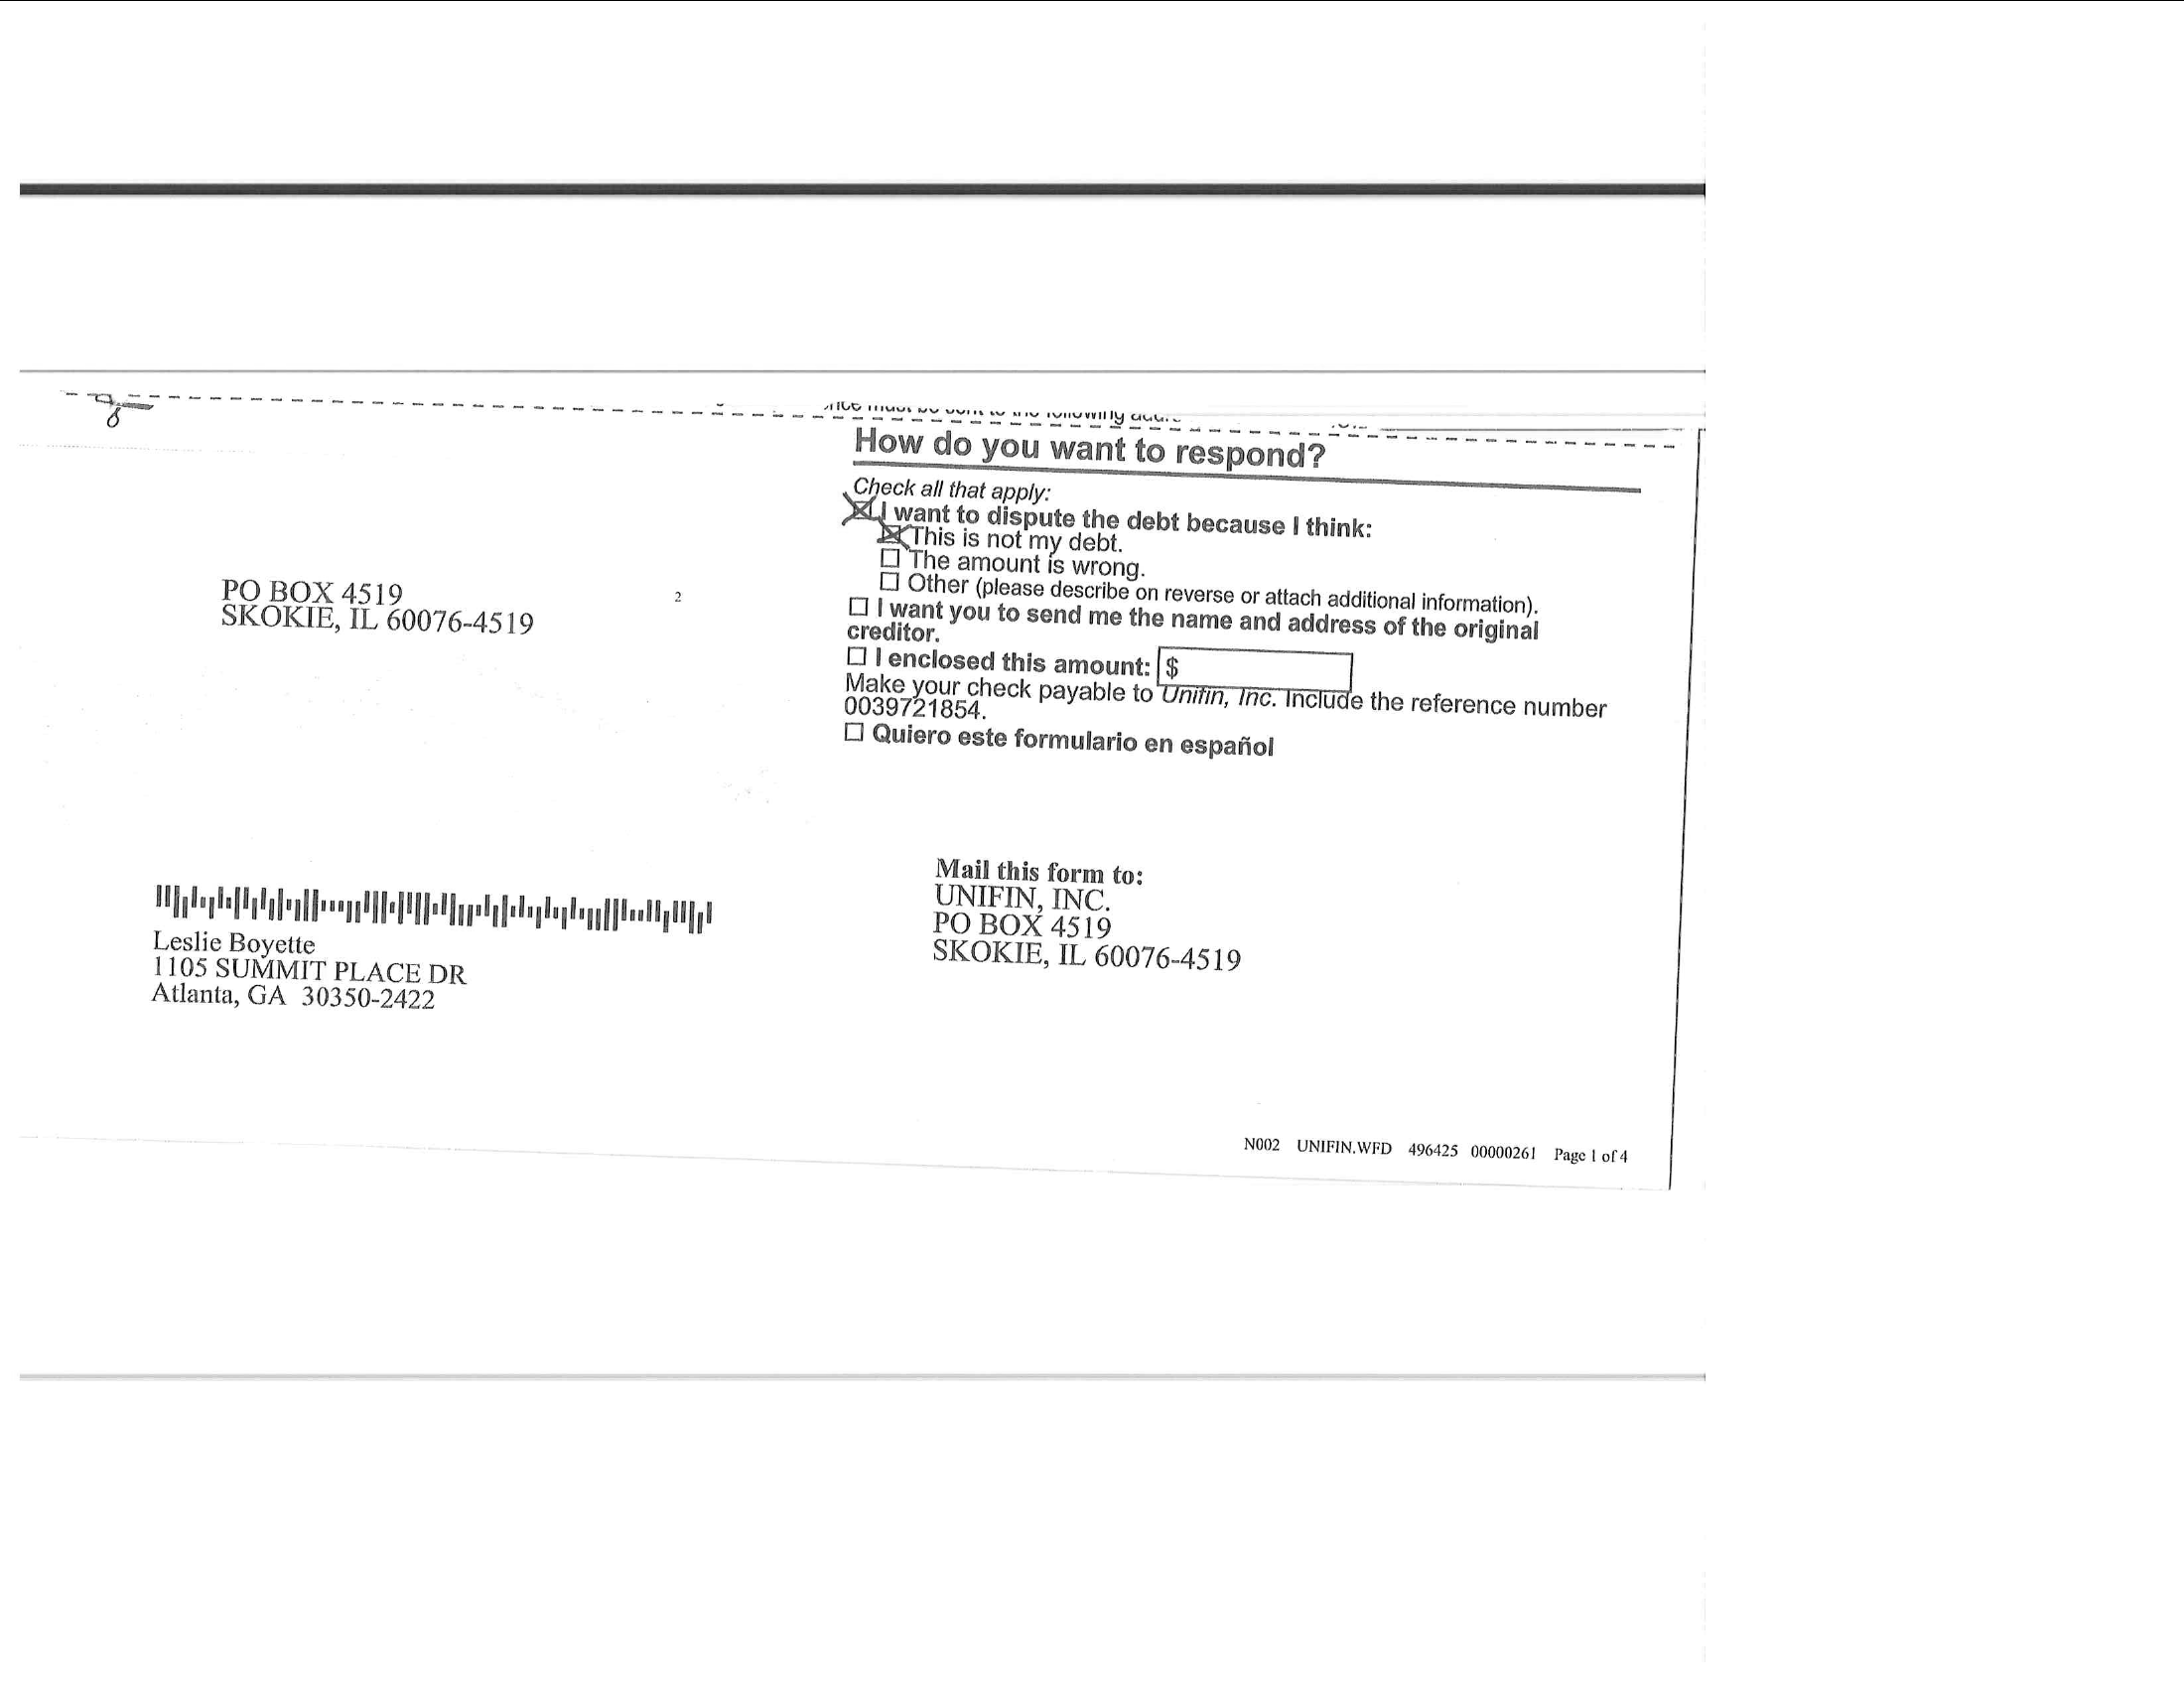 following
How do you want to respond?
Check all that apply:
I want to dispute the debt because I think:
This is not my debt.
☐ The amount is wrong.
☐ Other (please describe on reverse or attach additional information).
☐ I want you to send me the name and address of the original
creditor.
☐ I enclosed this amount: $
Make your check payable to Unifin, Inc. Include the reference number
0039721854.
☐ Quiero este formulario en español
PO BOX 4519
SKOKIE, IL 60076-4519
2
Leslie Boyette
1105 SUMMIT PLACE DR
Atlanta, GA 30350-2422
Mail this form to:
UNIFIN, INC.
PO BOX 4519
SKOKIE, IL 60076-4519
N002 UNIFIN.WFD 496425 00000261 Page 1 of 4